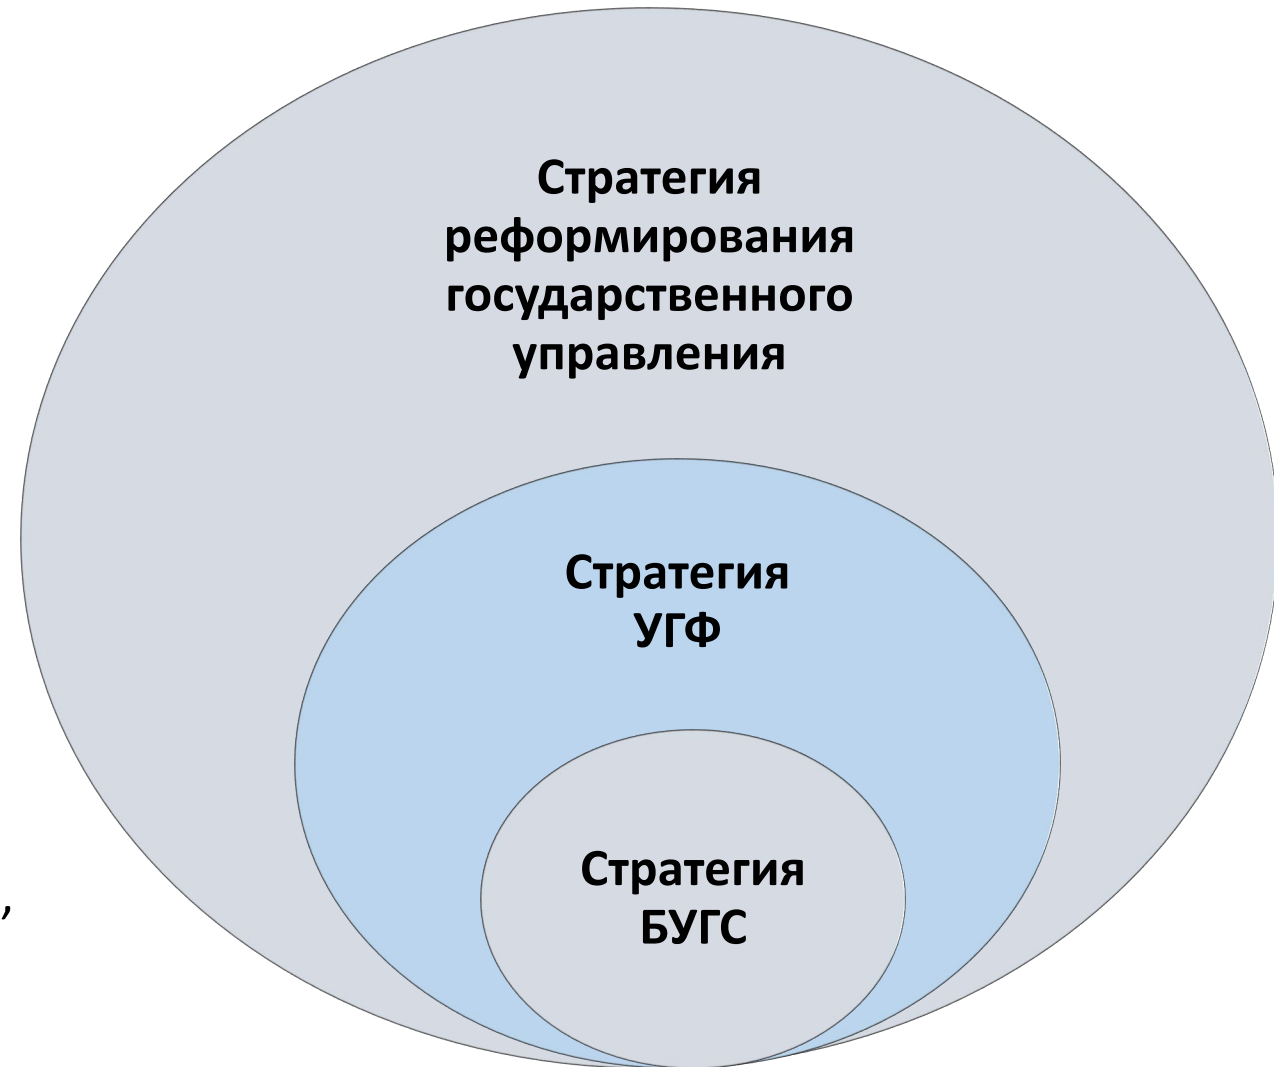 Стратегия
реформирования
государственного
управления
Стратегия
УГФ
Стратегия
БУГС
,